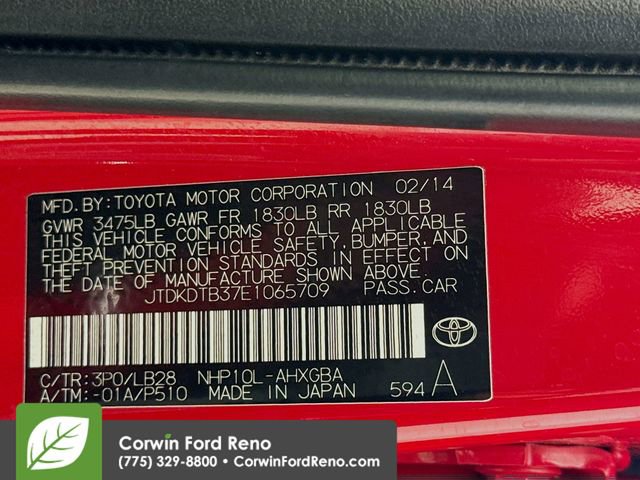 MFD. BY: TOYOTA MOTOR CORPORATION 02/14
GVWR 3475LB GAWR FR 1830LB RR 1830LB
THIS VEHICLE CONFORMS TO ALL APPLICABLE
FEDERAL MOTOR VEHICLE SAFETY, BUMPER, AND
THEFT PREVENTION STANDARDS IN EFFECT ON
THE DATE OF MANUFACTURE SHOWN ABOVE.
JTDKDTB37E1065709 PASS. CAR
C/TR: 3P0/LB28 NHP10L-AHXGBA
A/TM: -01A/P510 MADE IN JAPAN 594 A
Corwin Ford Reno
(775) 329-8800 • CorwinFordReno.com